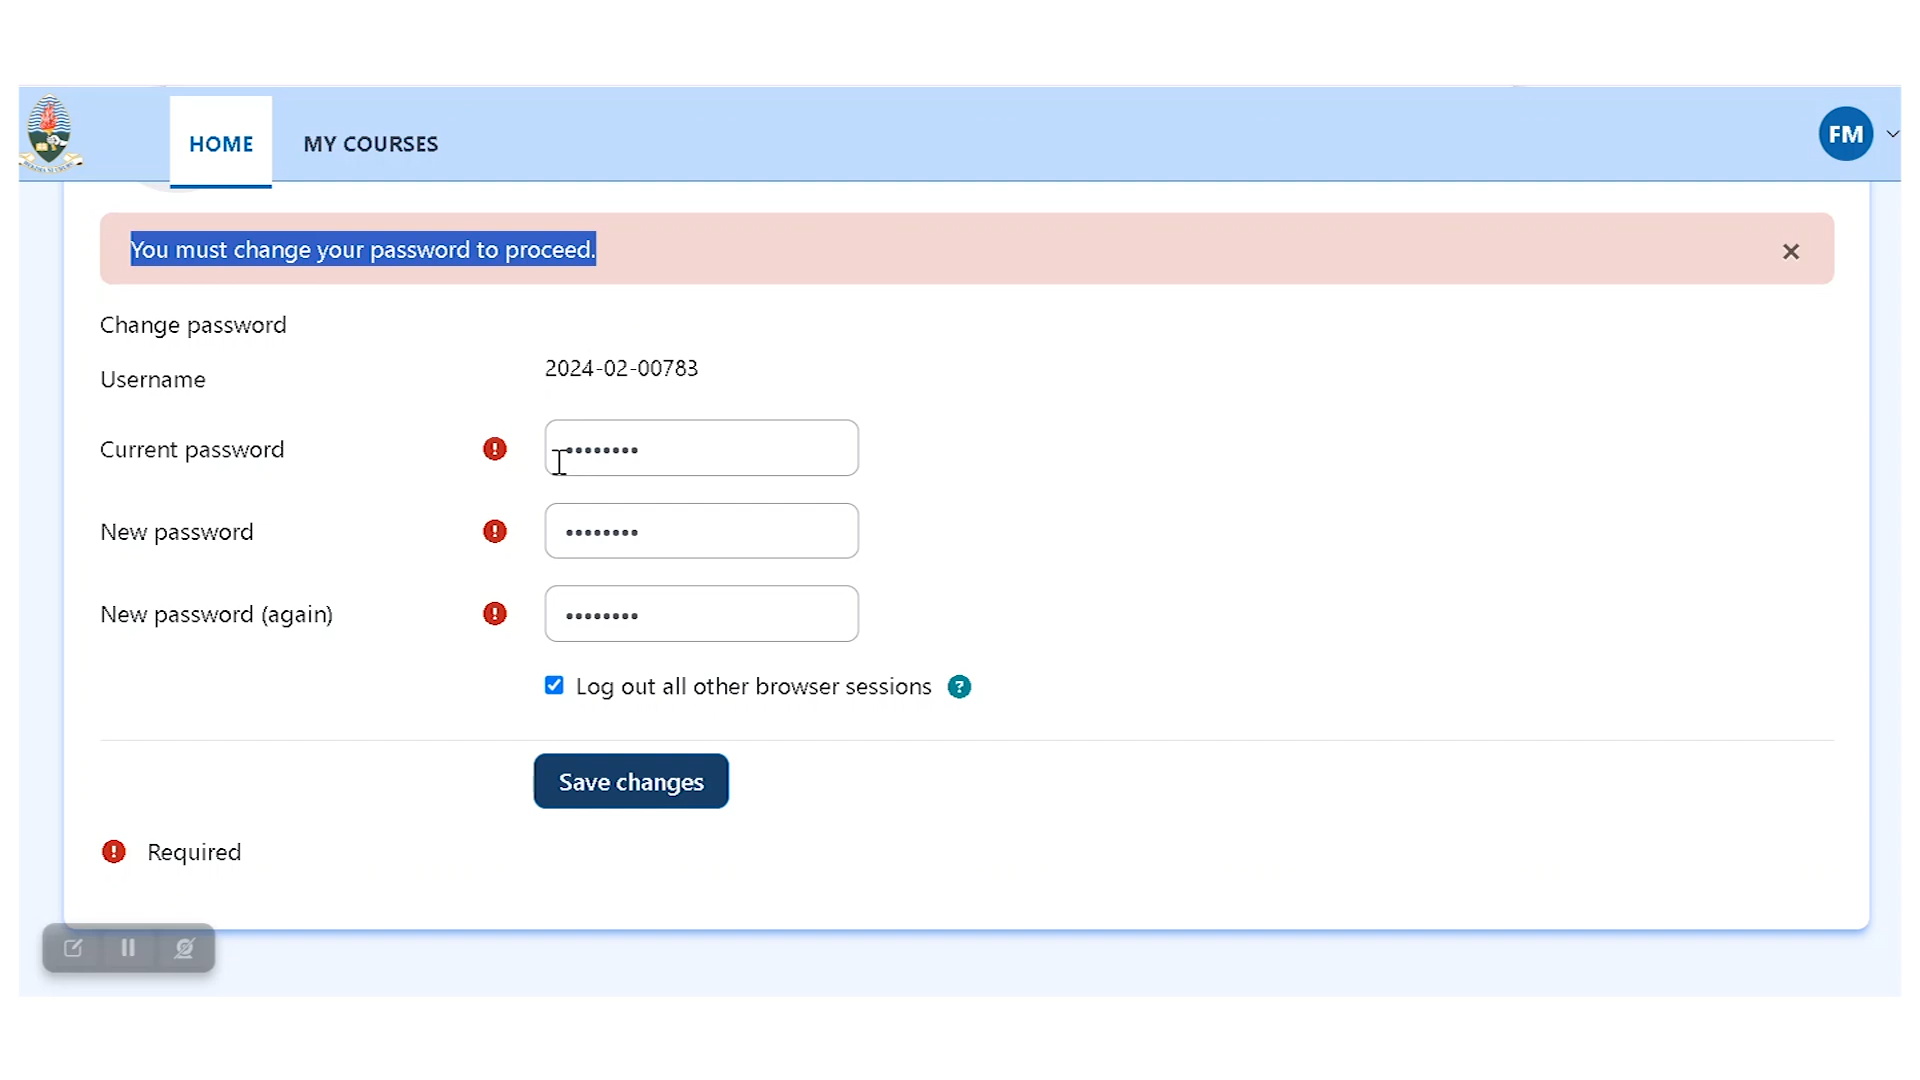 HOME
MY COURSES
FM
You must change your password to proceed.
Change password
Username
2024-02-00783
Current password
New password
New password (again)
Log out all other browser sessions
Save changes
Required